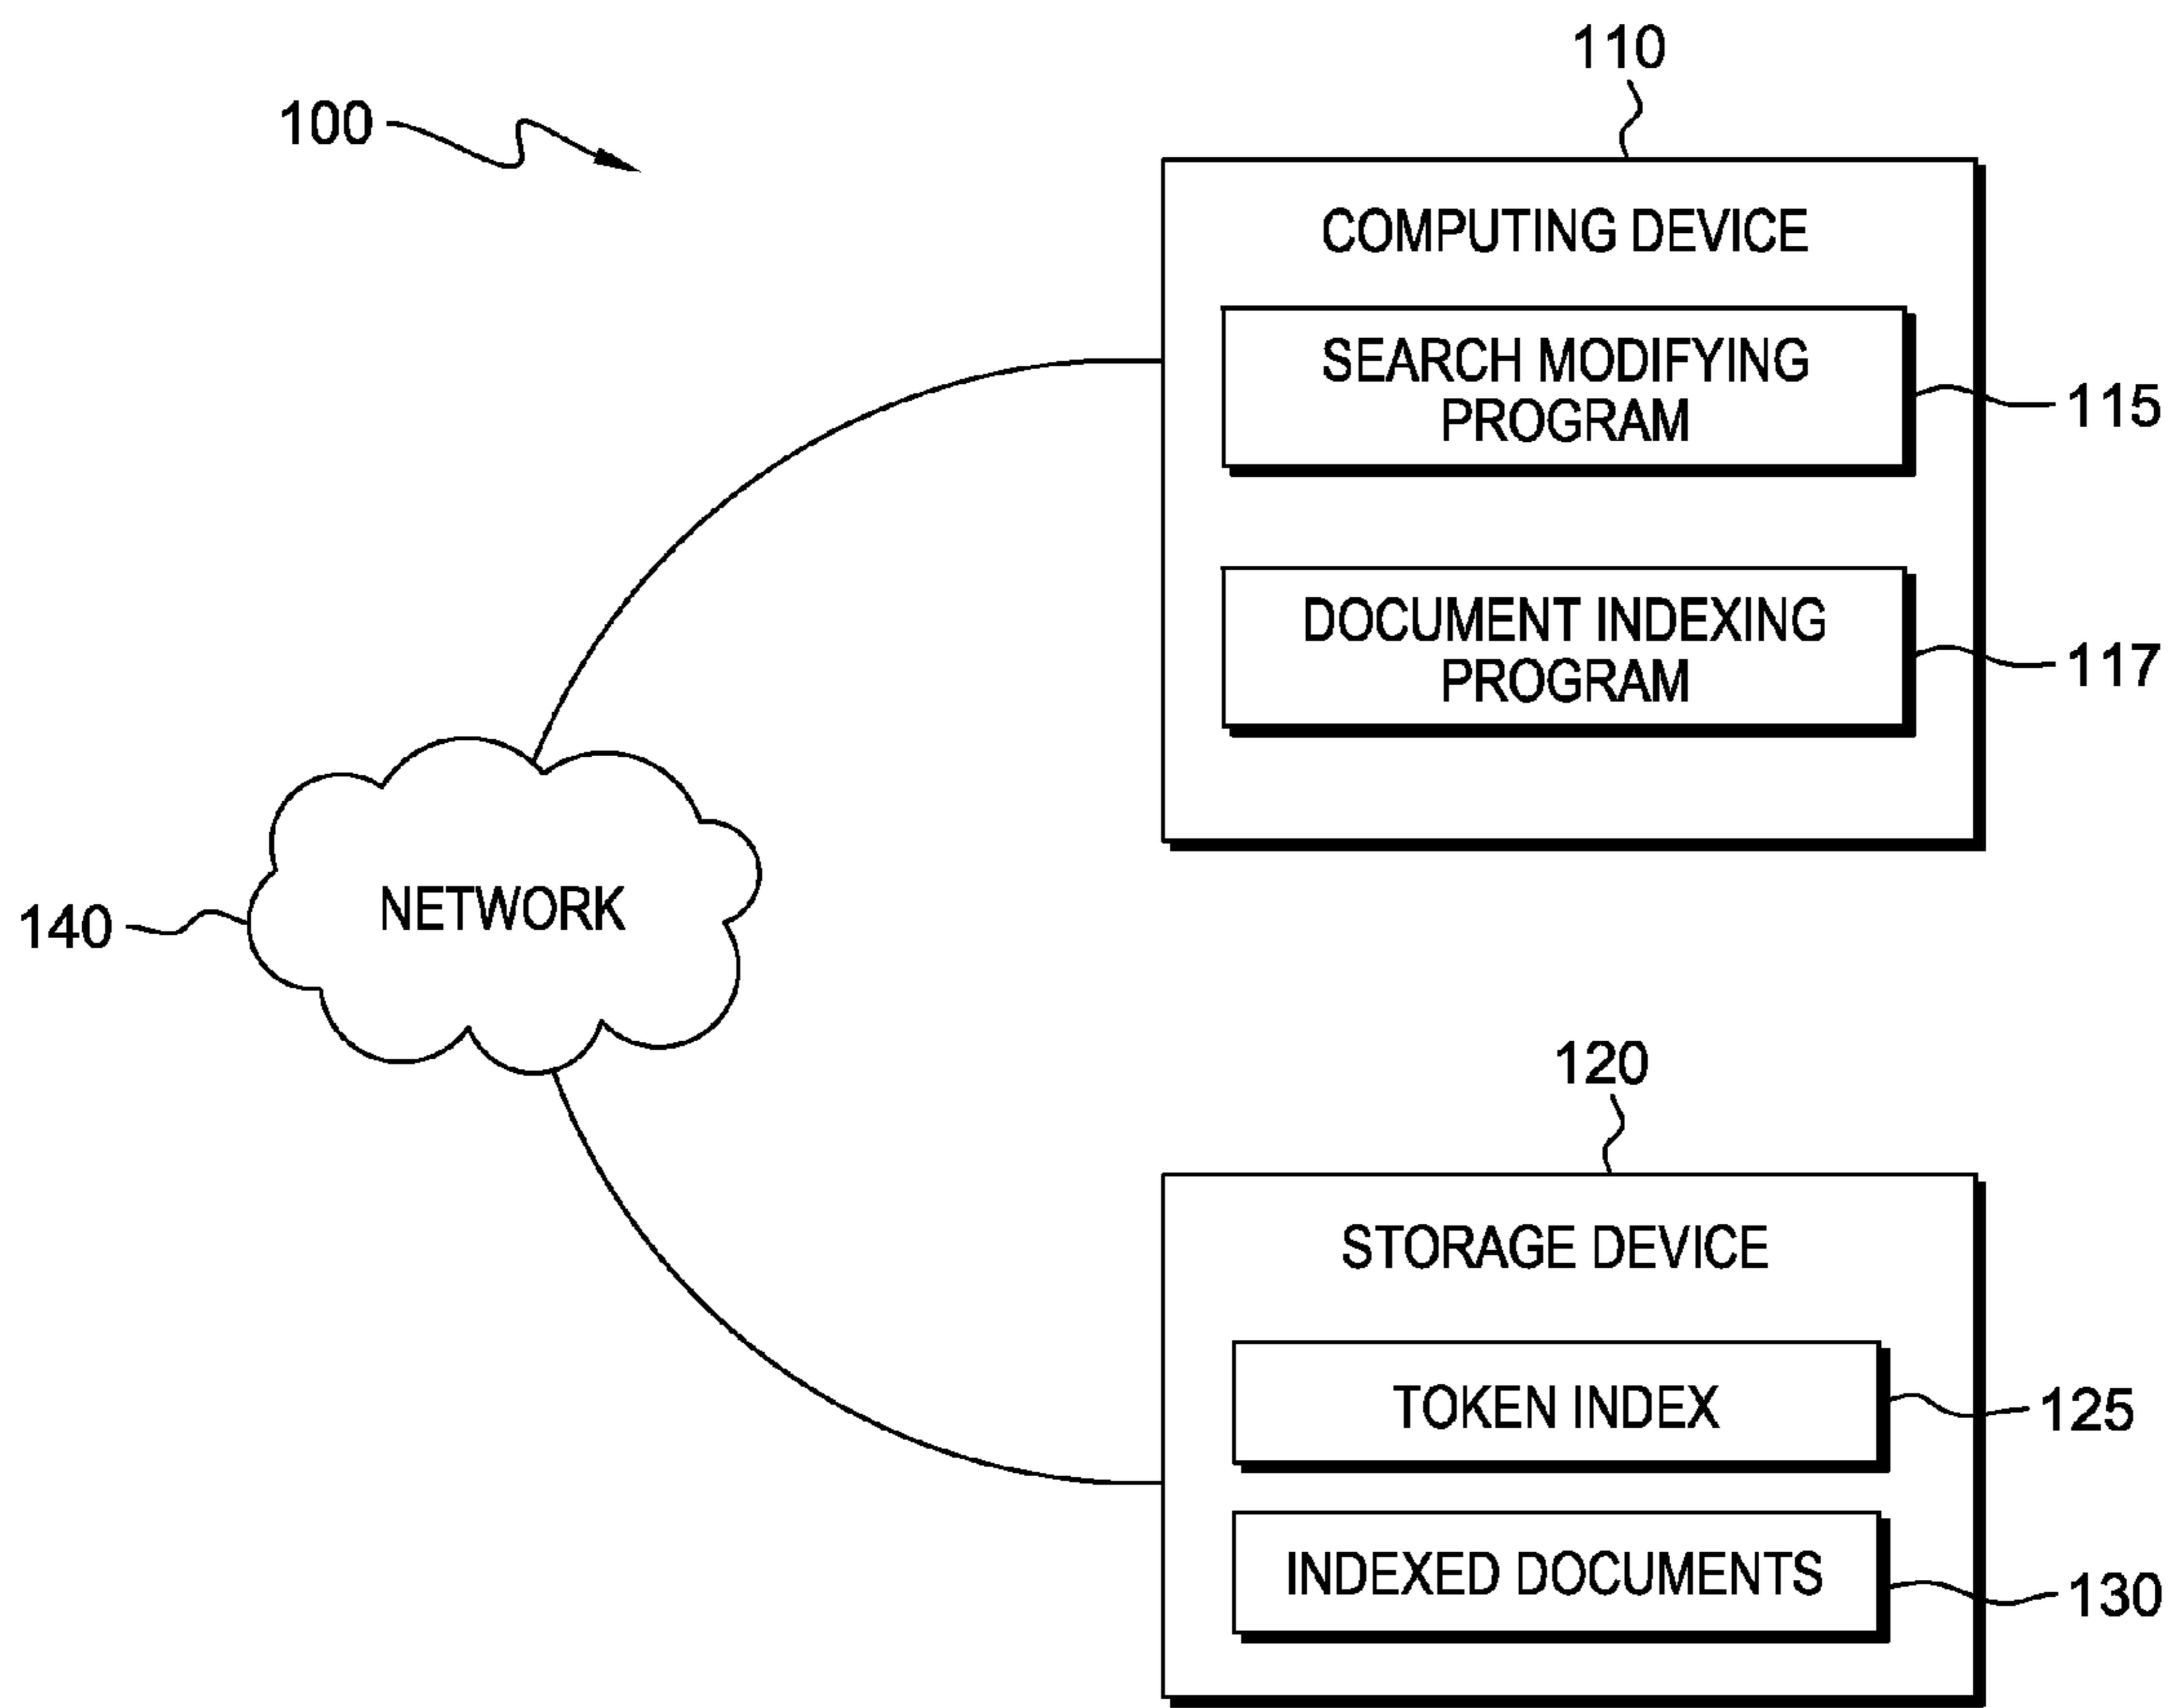 110
100
COMPUTING DEVICE
SEARCH MODIFYING
PROGRAM
115
DOCUMENT INDEXING
PROGRAM
117
NETWORK
140
120
STORAGE DEVICE
TOKEN INDEX
125
INDEXED DOCUMENTS
130